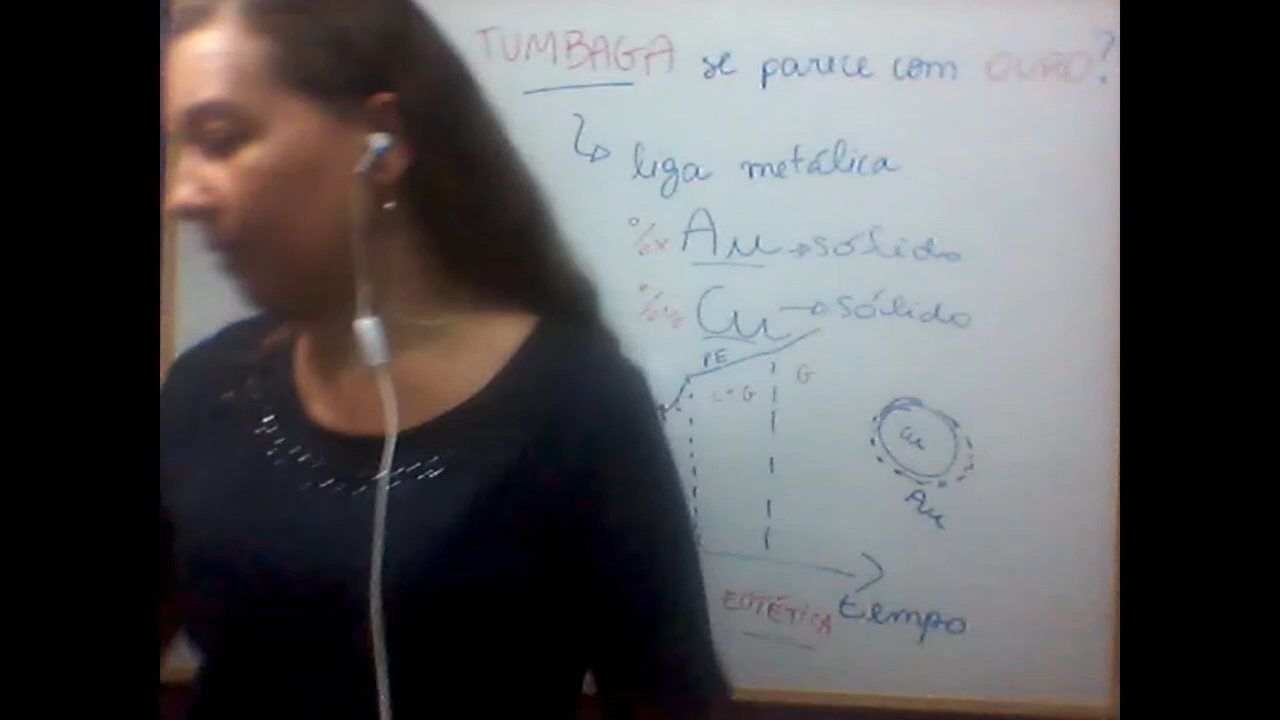 TUMBAGA se parece com OURO?
liga metálica
Au → sólido
Cu → sólido
PE
L+G
G
Cu
Au
EUTÉTICA
tempo